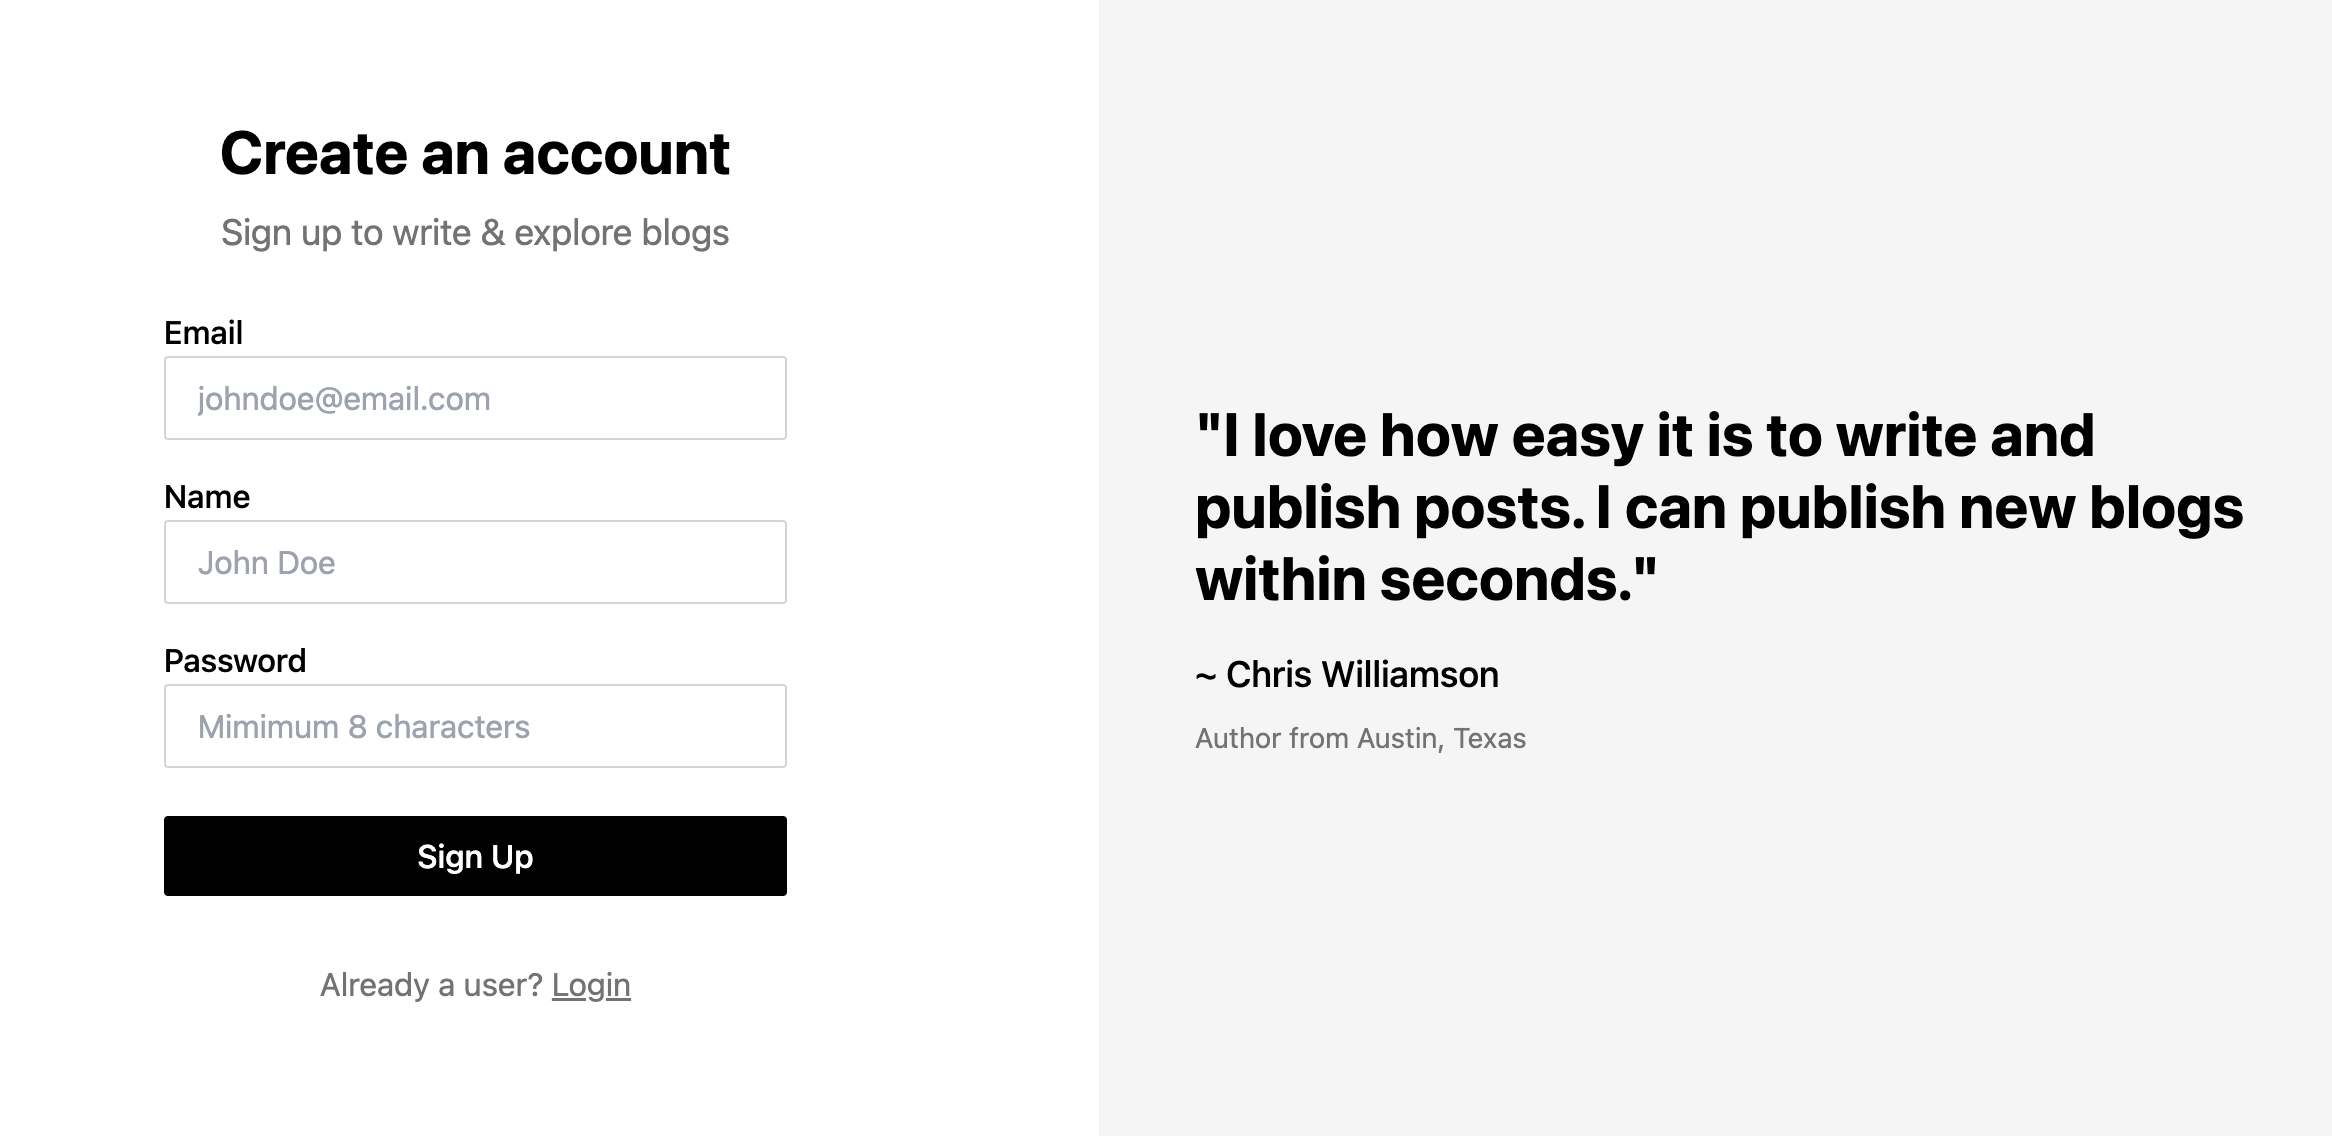 Create an account
Sign up to write & explore blogs
Email
johndoe@email.com
Name
John Doe
Password
Mimimum 8 characters
Sign Up
Already a user? Login
"I love how easy it is to write and
publish posts. I can publish new blogs
within seconds."
~ Chris Williamson
Author from Austin, Texas